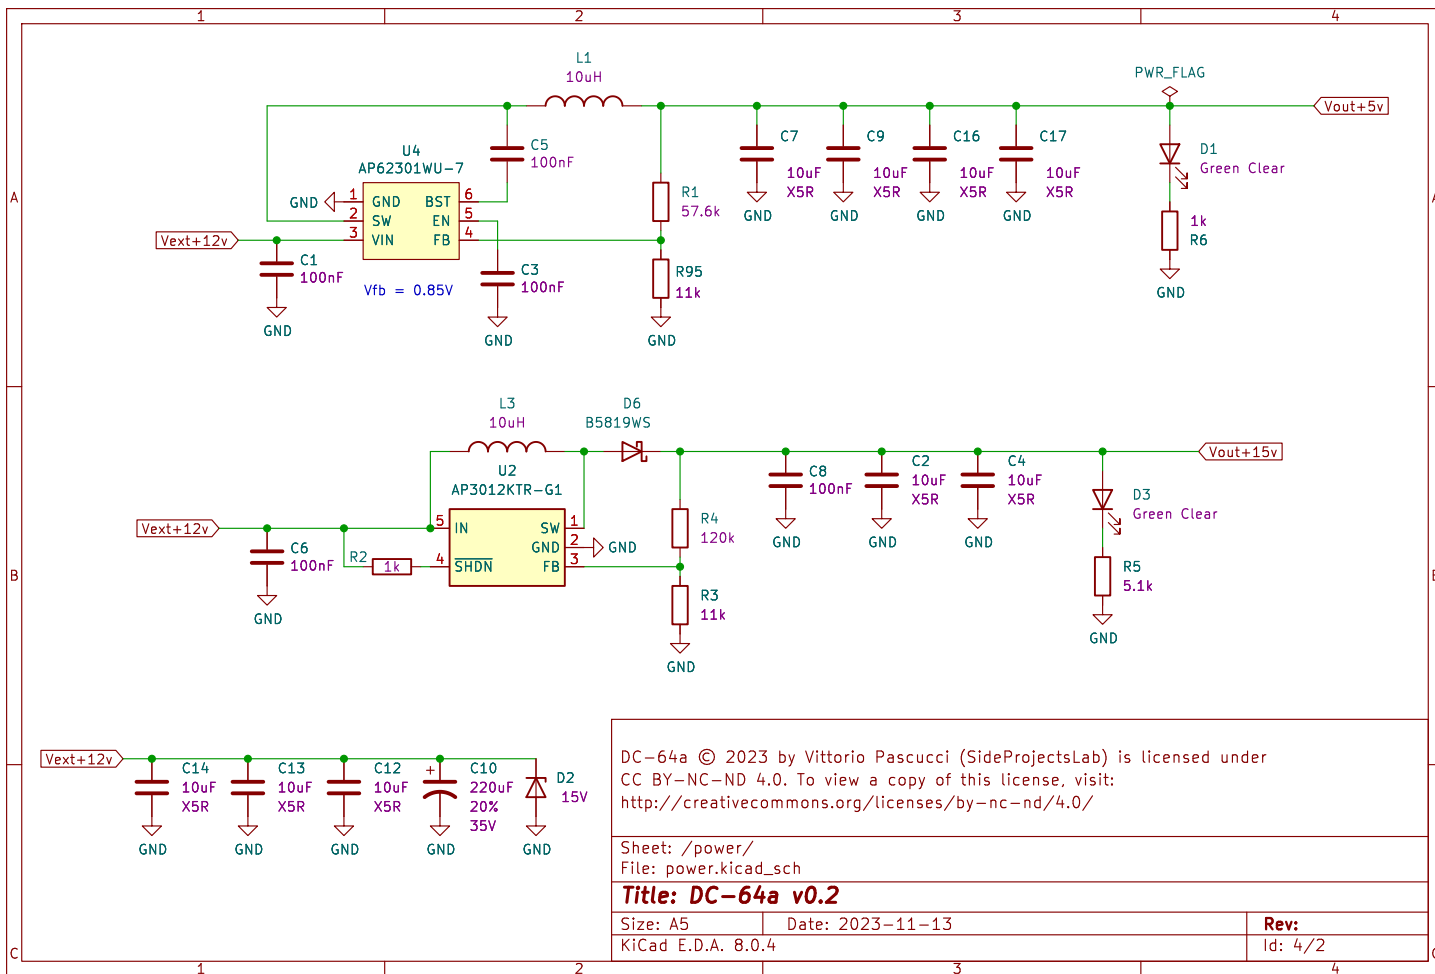 1 2 3 4
L1
10uH
PWR_FLAG
Vout+5v
U4
AP62301WU-7
C5
100nF
C7
10uF
X5R
GND
C9
10uF
X5R
GND
C16
10uF
X5R
GND
C17
10uF
X5R
GND
D1
Green Clear
A
GND
1 GND BST 6
2 SW EN 5
3 VIN FB 4
R1
57.6k
1k
R6
GND
Vext+12v
C1
100nF
GND
Vfb = 0.85V
C3
100nF
GND
R95
11k
GND
L3
10uH
D6
B5819WS
U2
AP3012KTR-G1
Vout+15v
C8
100nF
GND
C2
10uF
X5R
GND
C4
10uF
X5R
GND
D3
Green Clear
Vext+12v
5 IN SW 1
GND 2 GND
4 SHDN FB 3
C6
100nF
GND
R2
1k
R4
120k
R3
11k
GND
R5
5.1k
GND
B
Vext+12v
C14
10uF
X5R
GND
C13
10uF
X5R
GND
C12
10uF
X5R
GND
+
C10
220uF
20%
35V
GND
D2
15V
GND
DC-64a © 2023 by Vittorio Pascucci (SideProjectsLab) is licensed under
CC BY-NC-ND 4.0. To view a copy of this license, visit:
http://creativecommons.org/licenses/by-nc-nd/4.0/
Sheet: /power/
File: power.kicad_sch
Title: DC-64a v0.2
Size: A5 Date: 2023-11-13 Rev:
KiCad E.D.A. 8.0.4 Id: 4/2
C
1 2 3 4